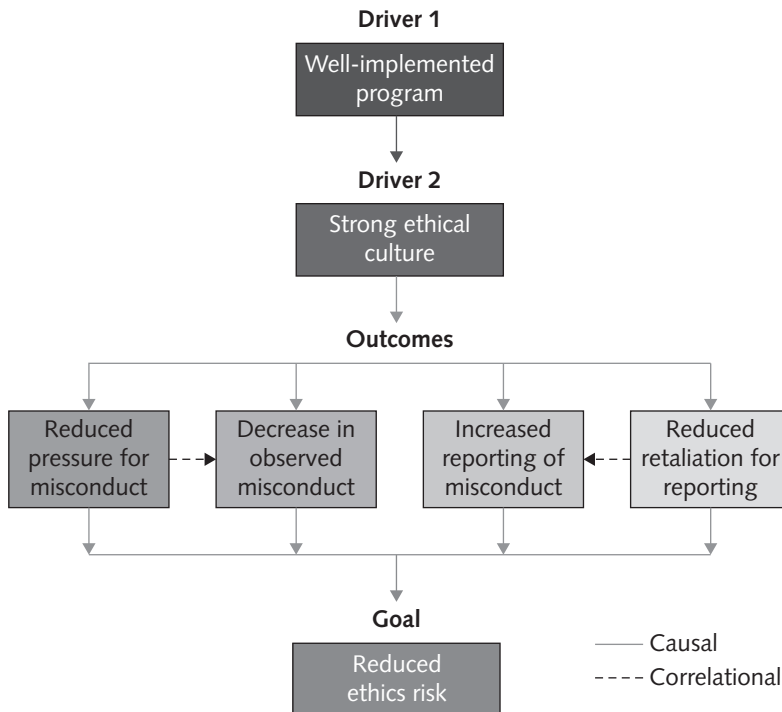 Driver 1
Well-implemented
program
Driver 2
Strong ethical
culture
Outcomes
Reduced
pressure for
misconduct
Decrease in
observed
misconduct
Increased
reporting of
misconduct
Reduced
retaliation for
reporting
Goal
Reduced
ethics risk
Causal
Correlational